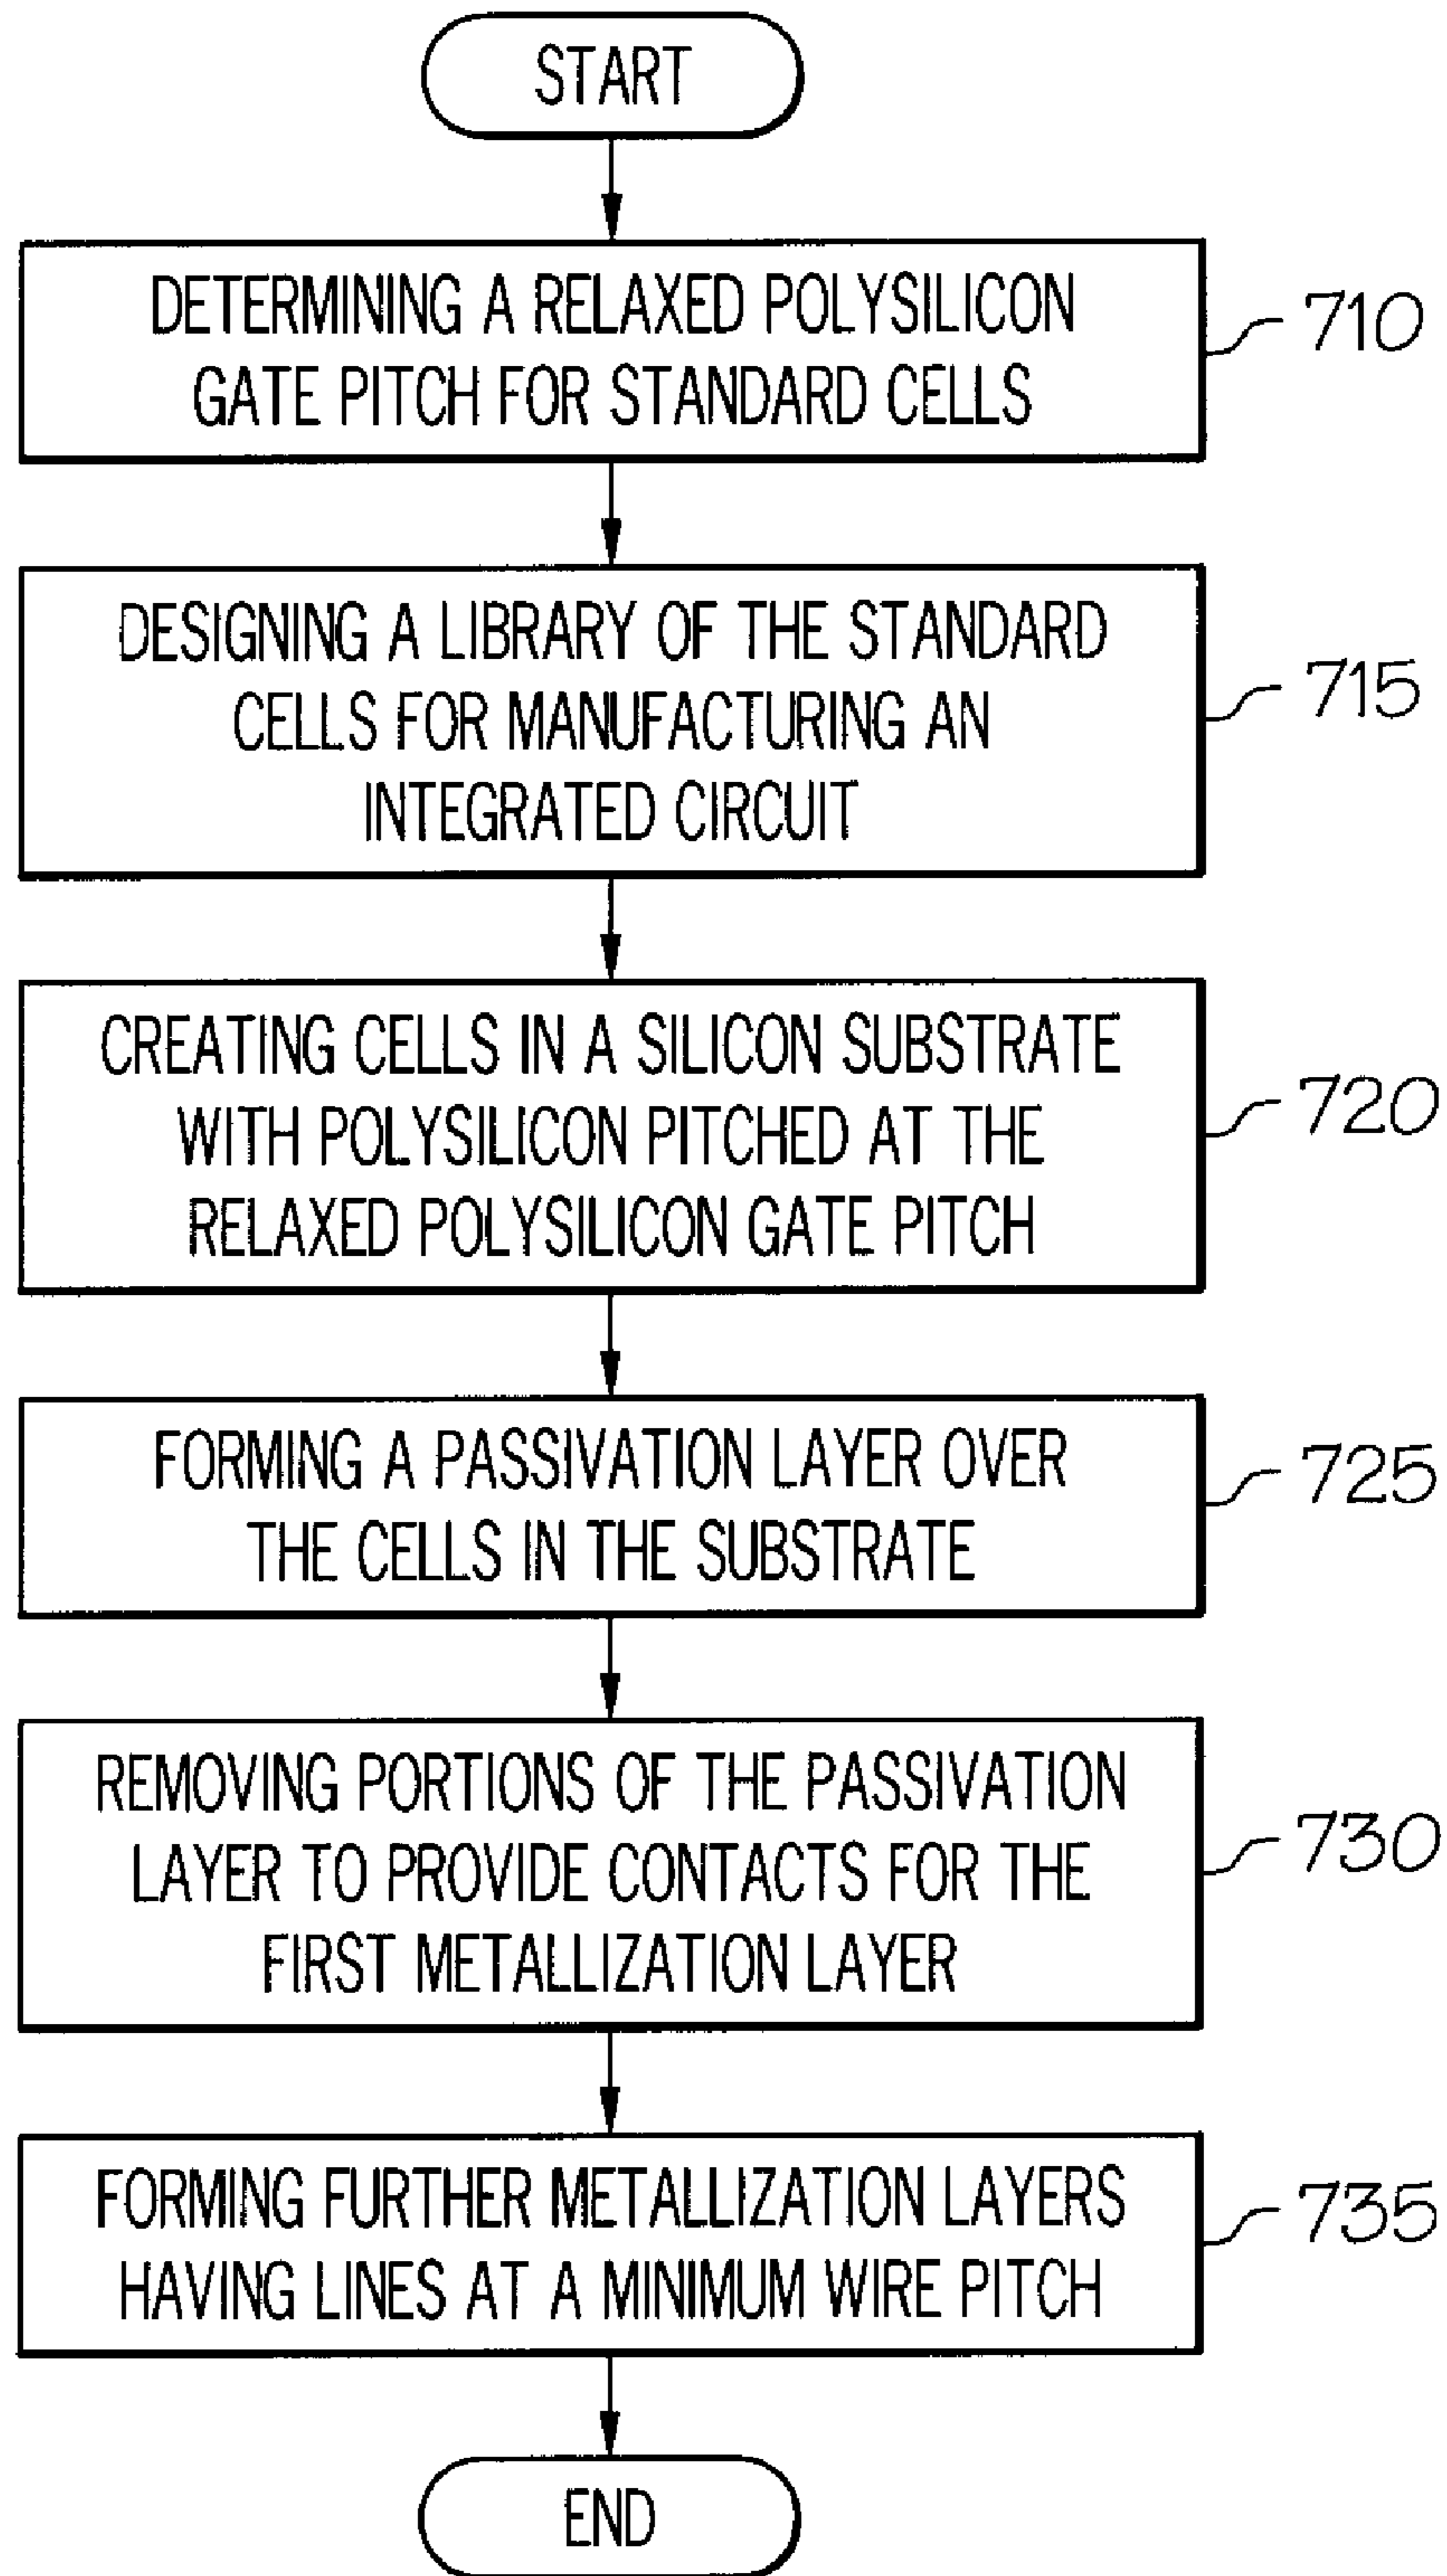 START
DETERMINING A RELAXED POLYSILICON
GATE PITCH FOR STANDARD CELLS
710
DESIGNING A LIBRARY OF THE STANDARD
CELLS FOR MANUFACTURING AN
INTEGRATED CIRCUIT
715
CREATING CELLS IN A SILICON SUBSTRATE
WITH POLYSILICON PITCHED AT THE
RELAXED POLYSILICON GATE PITCH
720
FORMING A PASSIVATION LAYER OVER
THE CELLS IN THE SUBSTRATE
725
REMOVING PORTIONS OF THE PASSIVATION
LAYER TO PROVIDE CONTACTS FOR THE
FIRST METALLIZATION LAYER
730
FORMING FURTHER METALLIZATION LAYERS
HAVING LINES AT A MINIMUM WIRE PITCH
735
END